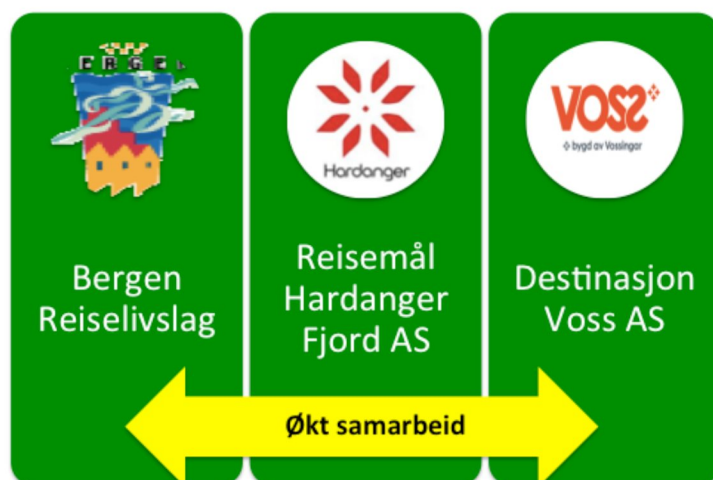 Bergen
Reiselivslag
Hardanger
Reisemål
Hardanger
Fjord AS
VOSS
bygd av Vossingar
Destinasjon
Voss AS
Økt samarbeid